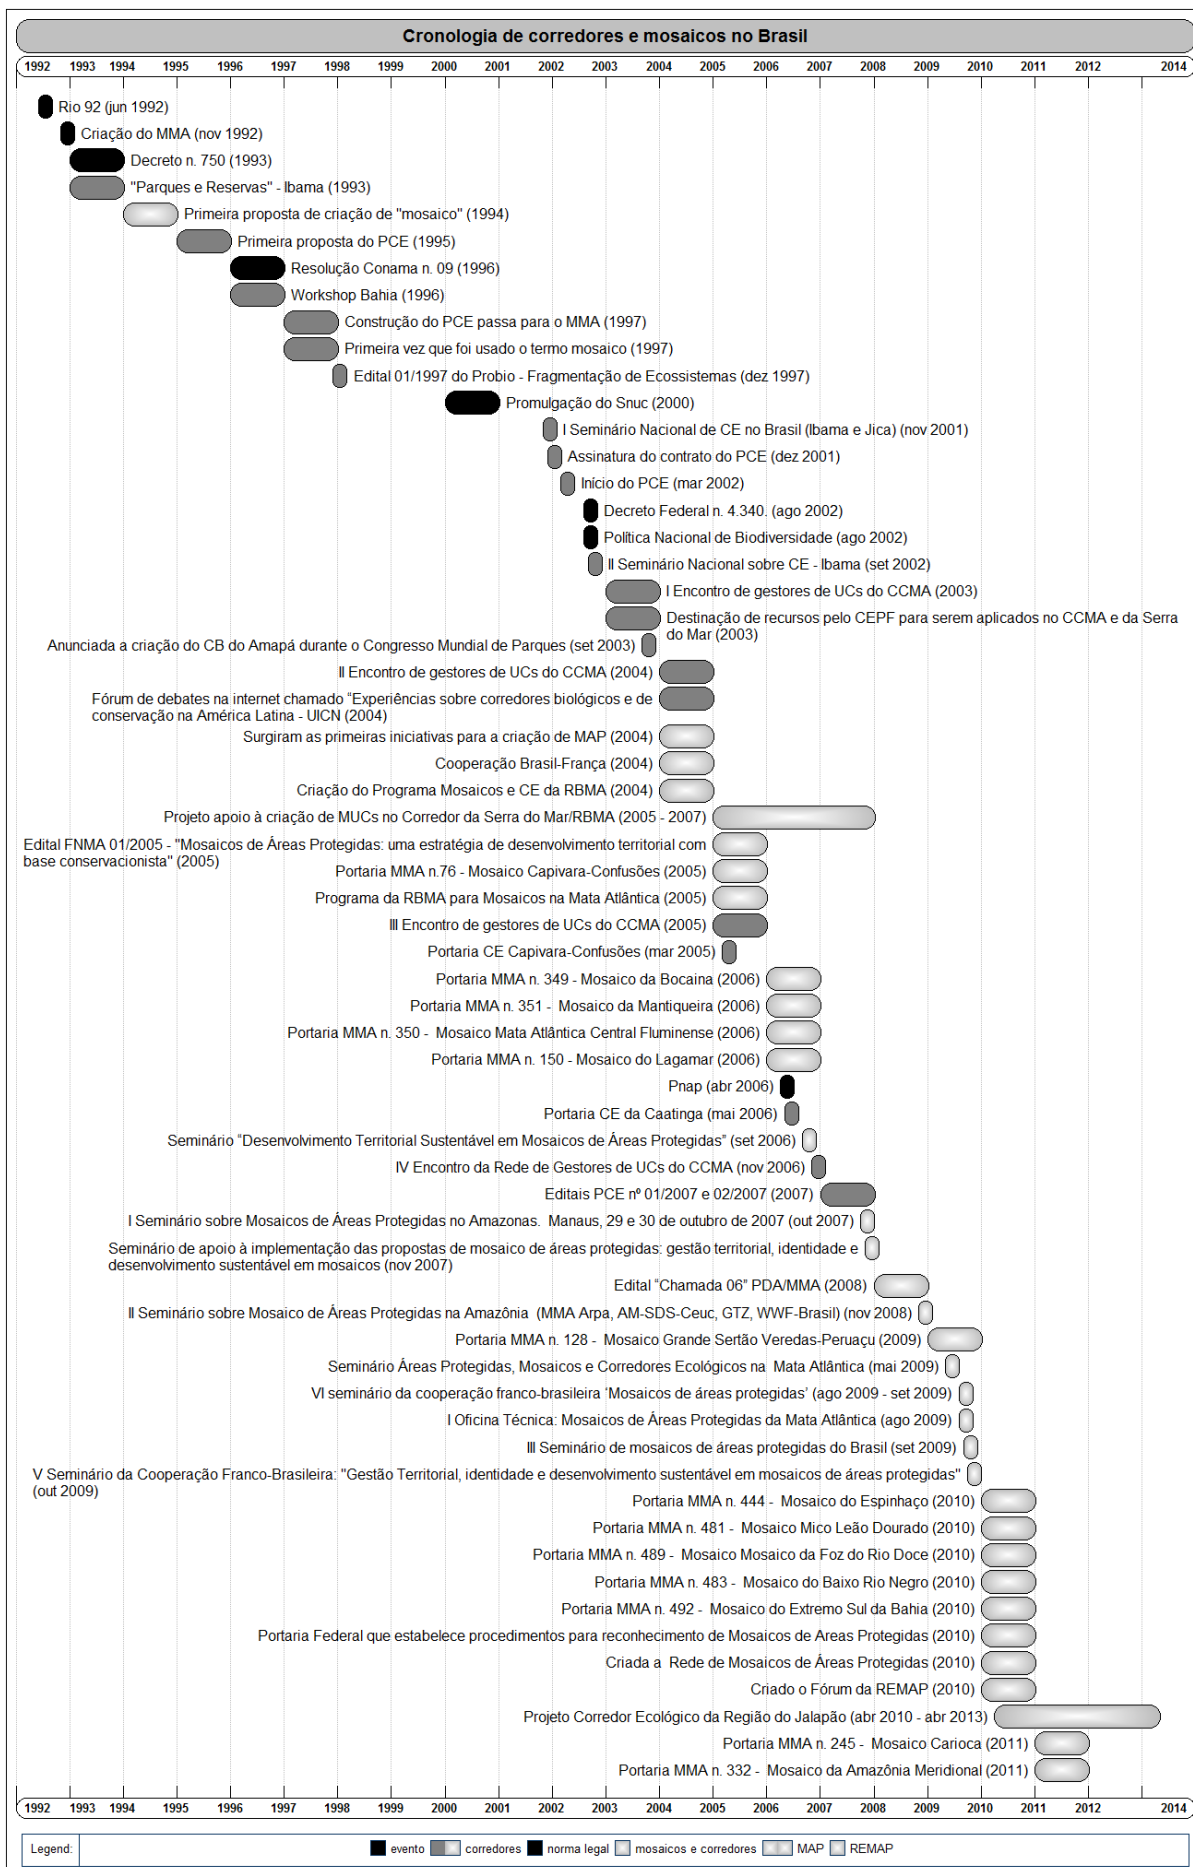 Cronologia de corredores e mosaicos no Brasil
1992 1993 1994 1995 1996 1997 1998 1999 2000 2001 2002 2003 2004 2005 2006 2007 2008 2009 2010 2011 2012 2014
Rio 92 (jun 1992)
Criação do MMA (nov 1992)
Decreto n. 750 (1993)
"Parques e Reservas" - Ibama (1993)
Primeira proposta de criação de "mosaico" (1994)
Primeira proposta do PCE (1995)
Resolução Conama n. 09 (1996)
Workshop Bahia (1996)
Construção do PCE passa para o MMA (1997)
Primeira vez que foi usado o termo mosaico (1997)
Edital 01/1997 do Probio - Fragmentação de Ecossistemas (dez 1997)
Promulgação do Snuc (2000)
I Seminário Nacional de CE no Brasil (Ibama e Jica) (nov 2001)
Assinatura do contrato do PCE (dez 2001)
Início do PCE (mar 2002)
Decreto Federal n. 4.340. (ago 2002)
Política Nacional de Biodiversidade (ago 2002)
II Seminário Nacional sobre CE - Ibama (set 2002)
I Encontro de gestores de UCs do CCMA (2003)
Destinação de recursos pelo CEPF para serem aplicados no CCMA e da Serra
do Mar (2003)
Anunciada a criação do CB do Amapá durante o Congresso Mundial de Parques (set 2003)
II Encontro de gestores de UCs do CCMA (2004)
Fórum de debates na internet chamado “Experiências sobre corredores biológicos e de
conservação na América Latina - UICN (2004)
Surgiram as primeiras iniciativas para a criação de MAP (2004)
Cooperação Brasil-França (2004)
Criação do Programa Mosaicos e CE da RBMA (2004)
Projeto apoio à criação de MUCs no Corredor da Serra do Mar/RBMA (2005 - 2007)
Edital FNMA 01/2005 - "Mosaicos de Áreas Protegidas: uma estratégia de desenvolvimento territorial com
base conservacionista" (2005)
Portaria MMA n.76 - Mosaico Capivara-Confusões (2005)
Programa da RBMA para Mosaicos na Mata Atlântica (2005)
III Encontro de gestores de UCs do CCMA (2005)
Portaria CE Capivara-Confusões (mar 2005)
Portaria MMA n. 349 - Mosaico da Bocaina (2006)
Portaria MMA n. 351 - Mosaico da Mantiqueira (2006)
Portaria MMA n. 350 - Mosaico Mata Atlântica Central Fluminense (2006)
Portaria MMA n. 150 - Mosaico do Lagamar (2006)
Pnap (abr 2006)
Portaria CE da Caatinga (mai 2006)
Seminário “Desenvolvimento Territorial Sustentável em Mosaicos de Áreas Protegidas” (set 2006)
IV Encontro da Rede de Gestores de UCs do CCMA (nov 2006)
Editais PCE nº 01/2007 e 02/2007 (2007)
I Seminário sobre Mosaicos de Áreas Protegidas no Amazonas. Manaus, 29 e 30 de outubro de 2007 (out 2007)
Seminário de apoio à implementação das propostas de mosaico de áreas protegidas: gestão territorial, identidade e
desenvolvimento sustentável em mosaicos (nov 2007)
Edital “Chamada 06” PDA/MMA (2008)
II Seminário sobre Mosaico de Áreas Protegidas na Amazônia (MMA Arpa, AM-SDS-Ceuc, GTZ, WWF-Brasil) (nov 2008)
Portaria MMA n. 128 - Mosaico Grande Sertão Veredas-Peruaçu (2009)
Seminário Áreas Protegidas, Mosaicos e Corredores Ecológicos na Mata Atlântica (mai 2009)
VI seminário da cooperação franco-brasileira ‘Mosaicos de áreas protegidas’ (ago 2009 - set 2009)
I Oficina Técnica: Mosaicos de Áreas Protegidas da Mata Atlântica (ago 2009)
III Seminário de mosaicos de áreas protegidas do Brasil (set 2009)
V Seminário da Cooperação Franco-Brasileira: "Gestão Territorial, identidade e desenvolvimento sustentável em mosaicos de áreas protegidas"
(out 2009)
Portaria MMA n. 444 - Mosaico do Espinhaço (2010)
Portaria MMA n. 481 - Mosaico Mico Leão Dourado (2010)
Portaria MMA n. 489 - Mosaico Mosaico da Foz do Rio Doce (2010)
Portaria MMA n. 483 - Mosaico do Baixo Rio Negro (2010)
Portaria MMA n. 492 - Mosaico do Extremo Sul da Bahia (2010)
Portaria Federal que estabelece procedimentos para reconhecimento de Mosaicos de Areas Protegidas (2010)
Criada a Rede de Mosaicos de Áreas Protegidas (2010)
Criado o Fórum da REMAP (2010)
Projeto Corredor Ecológico da Região do Jalapão (abr 2010 - abr 2013)
Portaria MMA n. 245 - Mosaico Carioca (2011)
Portaria MMA n. 332 - Mosaico da Amazônia Meridional (2011)
1992 1993 1994 1995 1996 1997 1998 1999 2000 2001 2002 2003 2004 2005 2006 2007 2008 2009 2010 2011 2012 2014
Legend: evento corredores norma legal mosaicos e corredores MAP REMAP